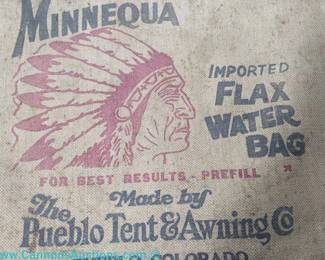 MINNEQUA
IMPORTED
FLAX
WATER
BAG
FOR BEST RESULTS - PREFILL
Made by
The
Pueblo Tent & Awning Co
COLORADO